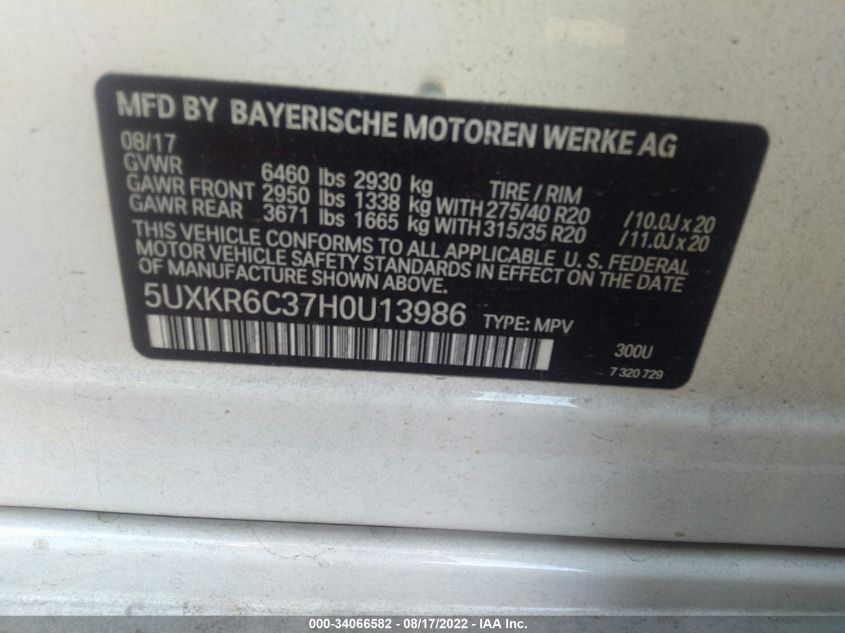 MFD BY BAYERISCHE MOTOREN WERKE AG
08/17
GVWR 6460 lbs 2930 kg TIRE / RIM
GAWR FRONT 2950 lbs 1338 kg WITH 275/40 R20 /10.0J x 20
GAWR REAR 3671 lbs 1665 kg WITH 315/35 R20 /11.0J x 20
THIS VEHICLE CONFORMS TO ALL APPLICABLE U. S. FEDERAL
MOTOR VEHICLE SAFETY STANDARDS IN EFFECT ON THE DATE
OF MANUFACTURE SHOWN ABOVE.
5UXKR6C37H0U13986 TYPE: MPV
300U
7 320 729
000-34066582 - 08/17/2022 - IAA Inc.